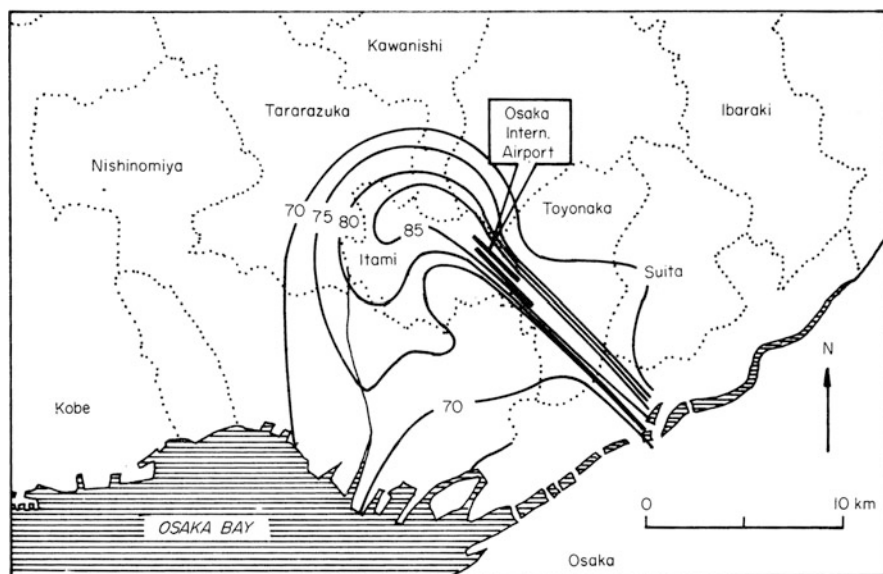 Kawanishi
Tararazuka
Osaka
Intern.
Airport
Ibaraki
Nishinomiya
70
75
80
85
Toyonaka
Itami
Suita
N
Kobe
70
0
10 km
OSAKA BAY
Osaka